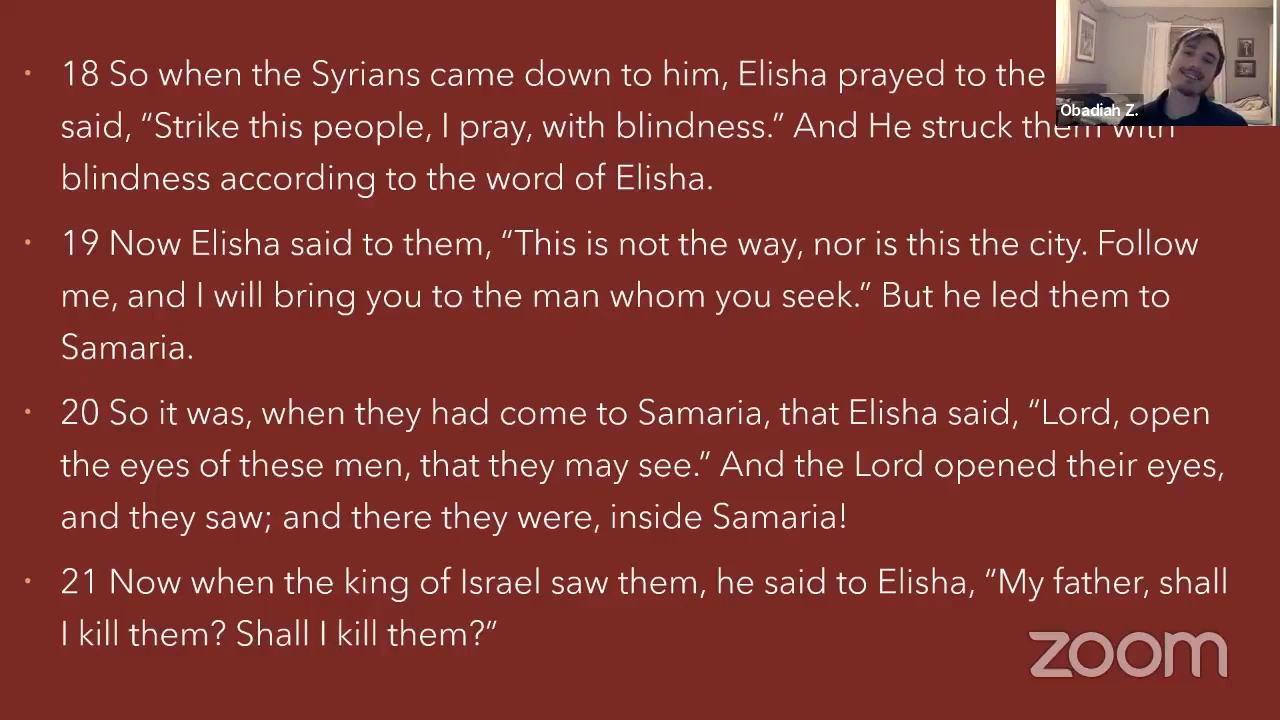 • 18 So when the Syrians came down to him, Elisha prayed to the
said, “Strike this people, I pray, with blindness.” And He struck them with
blindness according to the word of Elisha.
• 19 Now Elisha said to them, “This is not the way, nor is this the city. Follow
me, and I will bring you to the man whom you seek.” But he led them to
Samaria.
• 20 So it was, when they had come to Samaria, that Elisha said, “Lord, open
the eyes of these men, that they may see.” And the Lord opened their eyes,
and they saw; and there they were, inside Samaria!
• 21 Now when the king of Israel saw them, he said to Elisha, “My father, shall
I kill them? Shall I kill them?”
Obadiah Z.
zoom